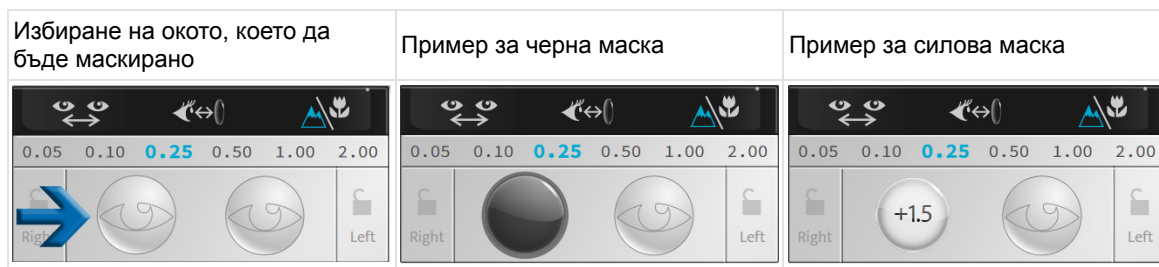 Избиране на окото, което да
бъде маскирано
Пример за черна маска
Пример за силова маска
0.05 0.10 0.25 0.50 1.00 2.00
Right
Left
0.05 0.10 0.25 0.50 1.00 2.00
Right
Left
0.05 0.10 0.25 0.50 1.00 2.00
Right
+1.5
Left